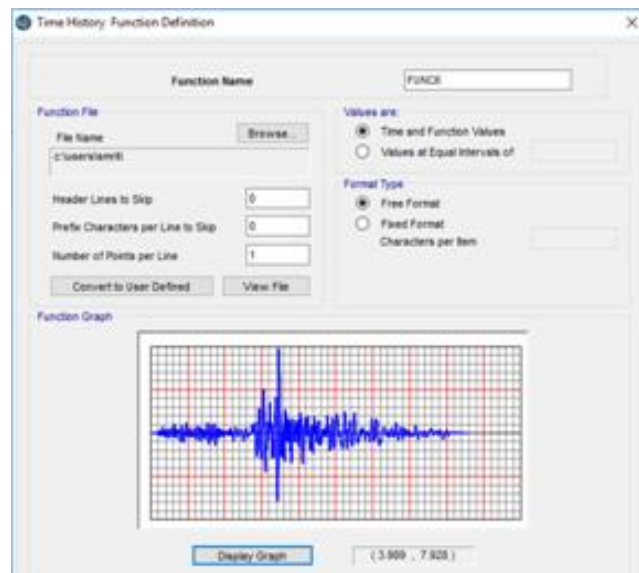 Time History Function Definition
Function Name
FUNC6
Function File
File Name
Browse...
c:\users\amriti\
Header Lines to Skip
0
Prefix Characters per Line to Skip
0
Number of Points per Line
1
Convert to User Defined
View File
Values are:
Time and Function Values
Values at Equal Intervals of
Format Type
Free Format
Fixed Format
Characters per Item
Function Graph
Display Graph
( 3.989 , 7.928 )